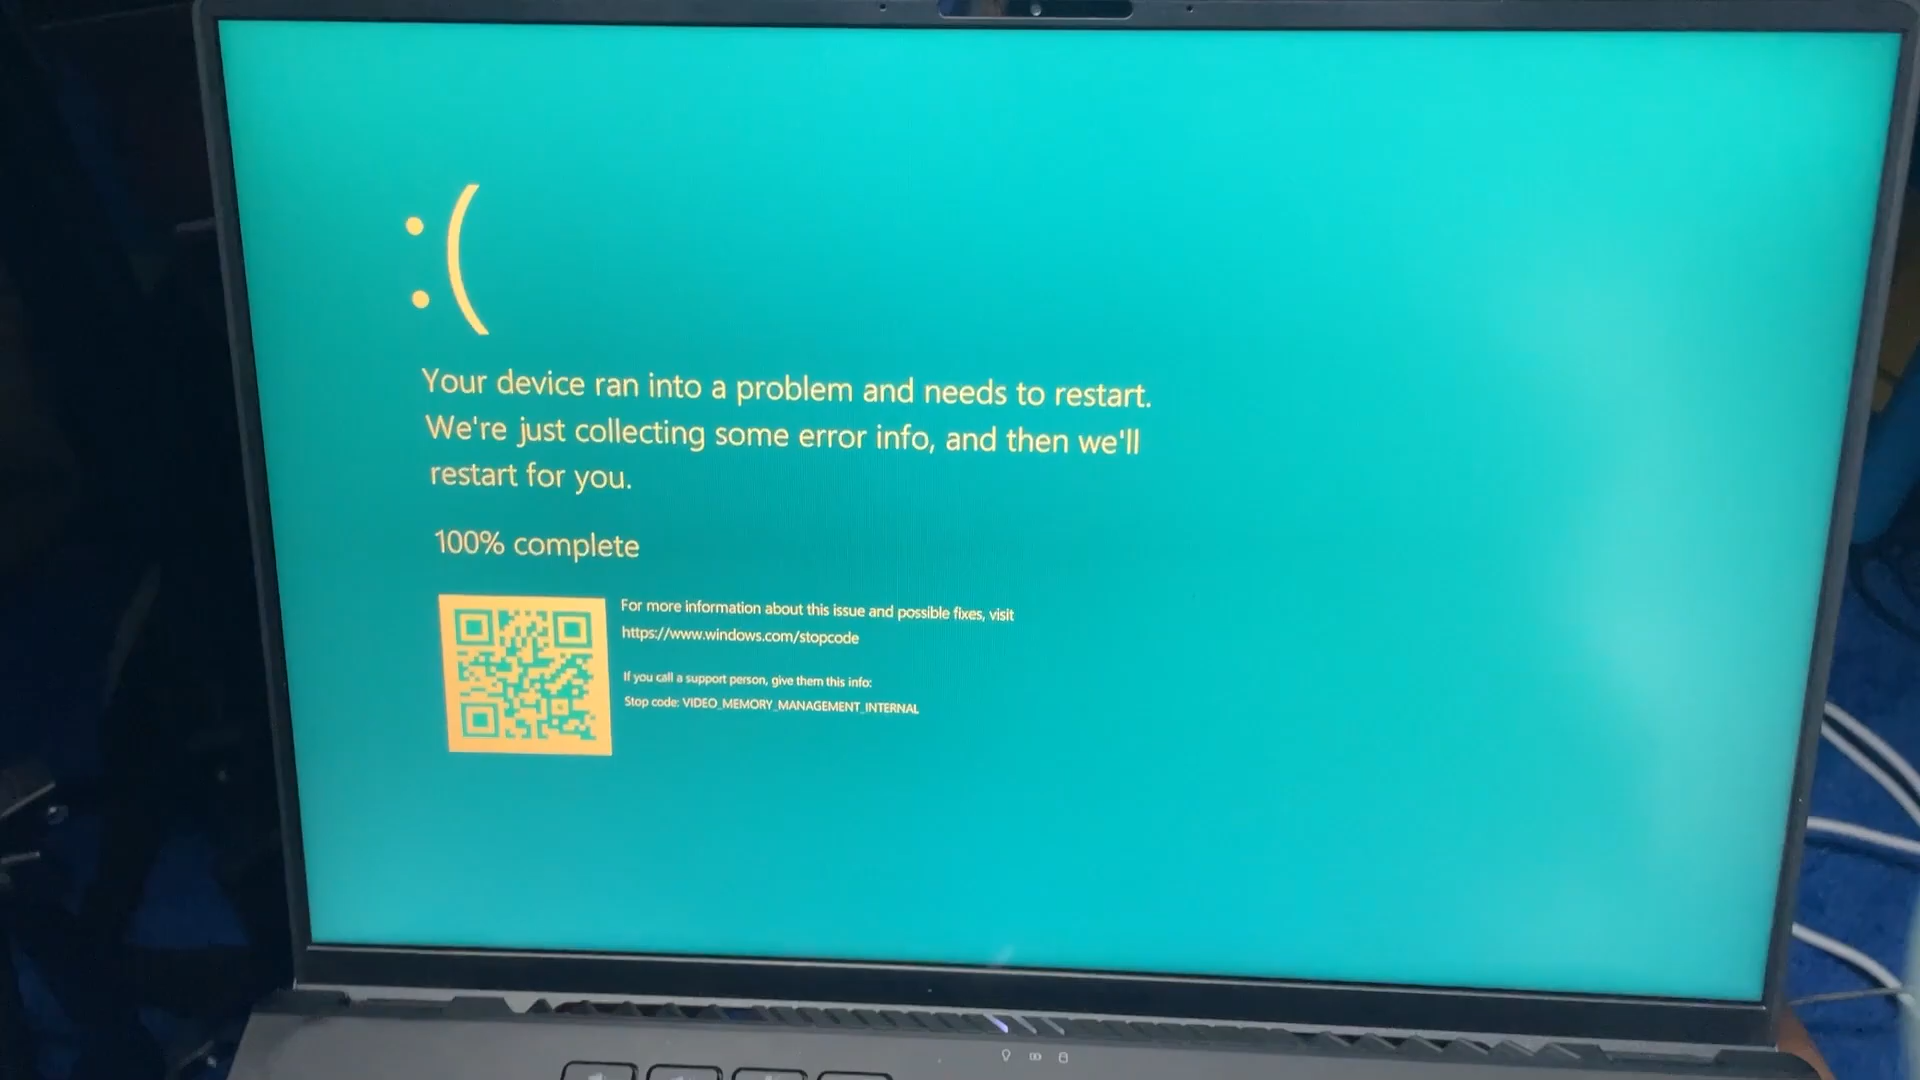 :(
Your device ran into a problem and needs to restart.
We're just collecting some error info, and then we'll
restart for you.
100% complete
For more information about this issue and possible fixes, visit
https://www.windows.com/stopcode
If you call a support person, give them this info:
Stop code: VIDEO_MEMORY_MANAGEMENT_INTERNAL